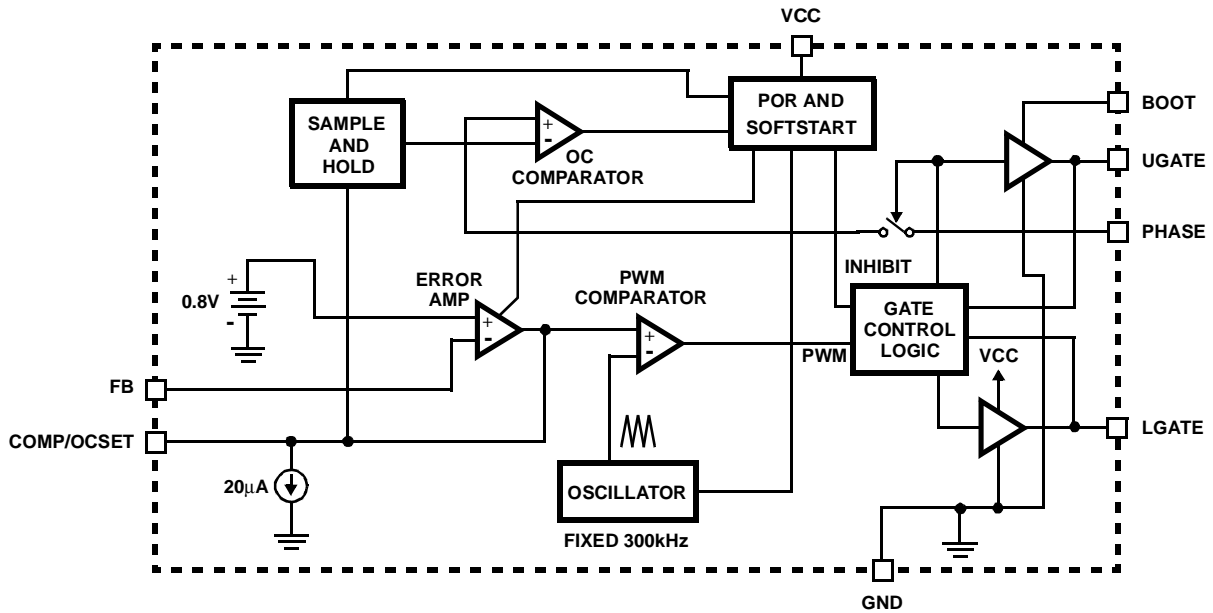 VCC
SAMPLE
AND
HOLD
+
-
OC
COMPARATOR
POR AND
SOFTSTART
BOOT
UGATE
PHASE
INHIBIT
0.8V
+
-
ERROR
AMP
+
-
PWM
COMPARATOR
+
-
PWM
GATE
CONTROL
LOGIC
VCC
FB
COMP/OCSET
LGATE
20µA
OSCILLATOR
FIXED 300kHz
GND